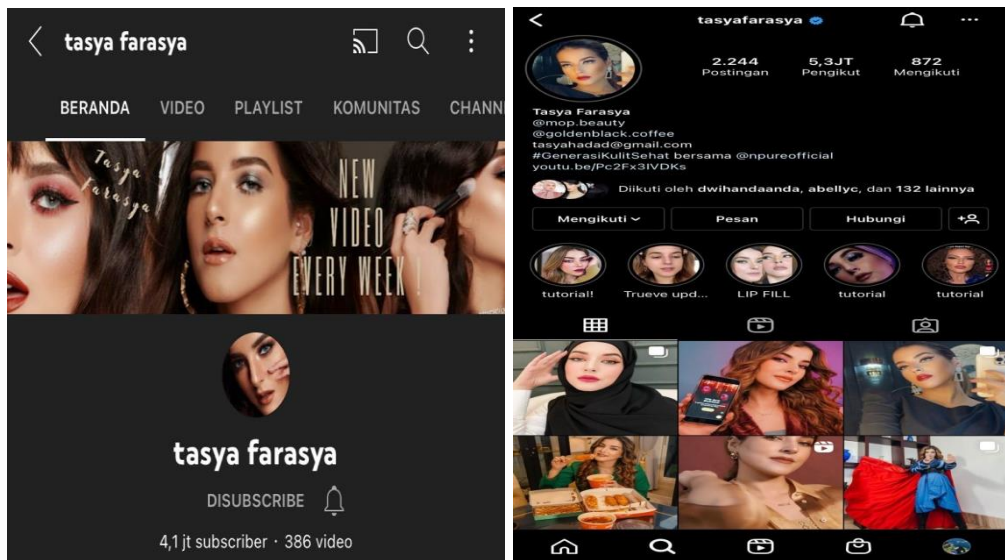 tasya farasya
BERANDA VIDEO PLAYLIST KOMUNITAS CHANN
Tasya
Farasya
NEW
VIDEO
EVERY WEEK !
tasya farasya
DISUBSCRIBE
4,1 jt subscriber · 386 video
tasyafarasya
2.244 5,3JT 872
Postingan Pengikut Mengikuti
Tasya Farasya
@mop.beauty
@goldenblack.coffee
tasyahadad@gmail.com
#GenerasiKulitSehat bersama @npureofficial
youtu.be/Pc2Fx3IVDKs
Diikuti oleh dwihandaanda, abellyc, dan 132 lainnya
Mengikuti Pesan Hubungi
tutorial! Trueve upd... LIP FILL tutorial tutorial